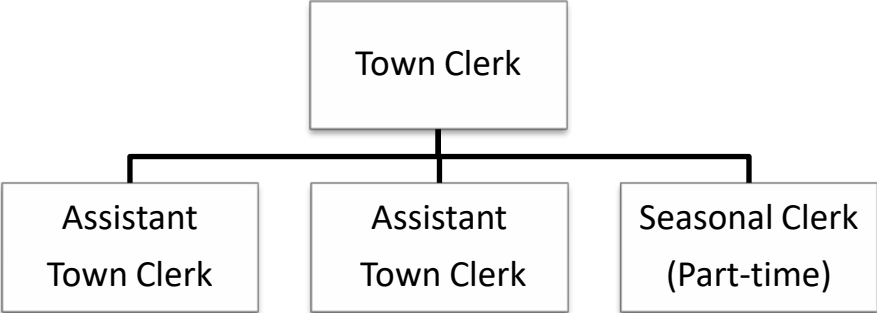 Town Clerk
Assistant
Town Clerk
Assistant
Town Clerk
Seasonal Clerk
(Part-time)